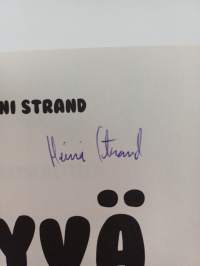 NI STRAND
Heini Strand
YVÄ